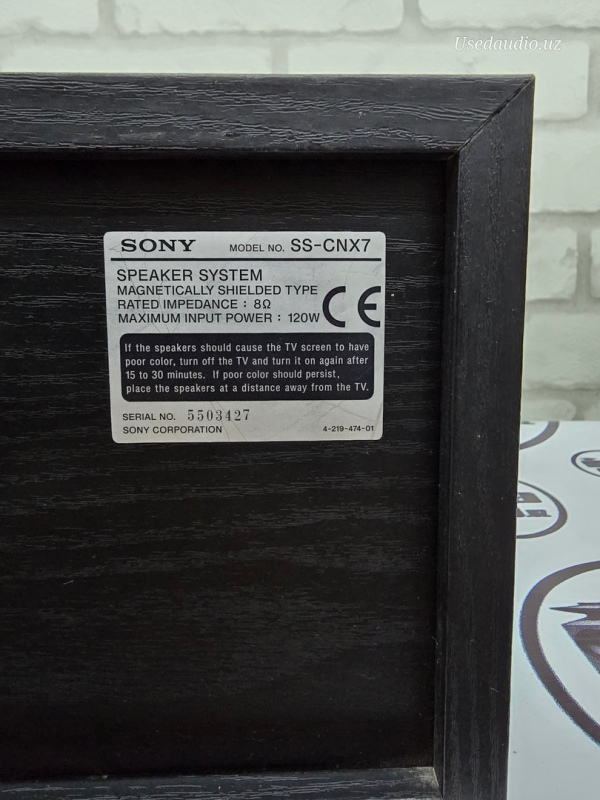 Usedaudio.uz
SONY MODEL NO. SS-CNX7
SPEAKER SYSTEM
MAGNETICALLY SHIELDED TYPE
RATED IMPEDANCE : 8Ω
MAXIMUM INPUT POWER : 120W
CE
If the speakers should cause the TV screen to have
poor color, turn off the TV and turn it on again after
15 to 30 minutes. If poor color should persist,
place the speakers at a distance away from the TV.
SERIAL NO. 5503427
SONY CORPORATION 4-219-474-01